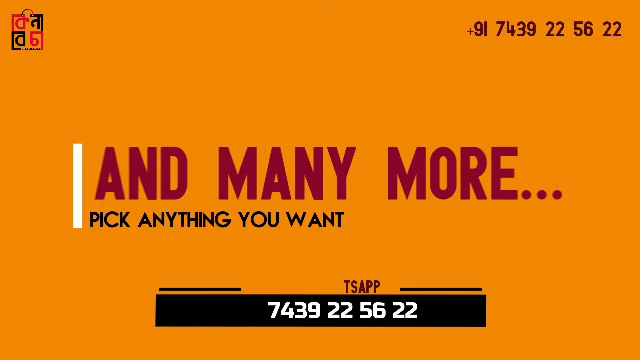 কেনা
বেচা
+91 7439 22 56 22
AND MANY MORE...
PICK ANYTHING YOU WANT
TSAPP
7439 22 56 22